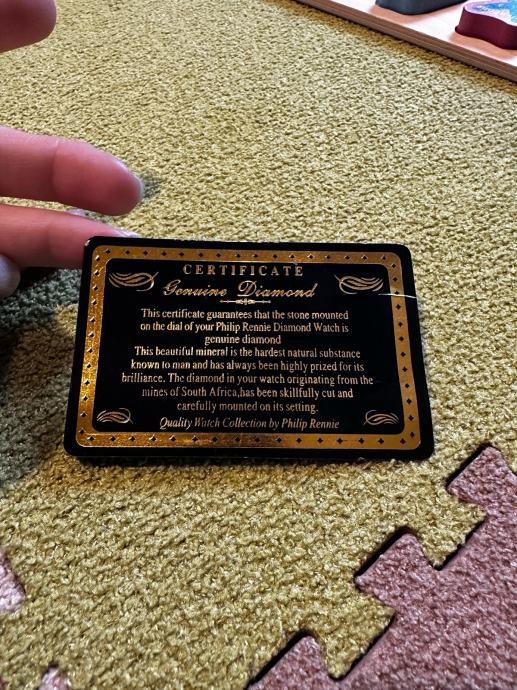 CERTIFICATE
Genuine Diamond
This certificate guarantees that the stone mounted
on the dial of your Philip Rennie Diamond Watch is
genuine diamond
This beautiful mineral is the hardest natural substance
known to man and has always been highly prized for its
brilliance. The diamond in your watch originating from the
mines of South Africa,has been skillfully cut and
carefully mounted on its setting.
Quality Watch Collection by Philip Rennie